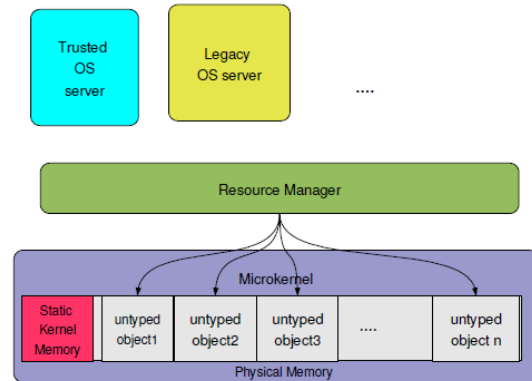 Trusted
OS
server
Legacy
OS server
....
Resource Manager
Microkernel
Static
Kernel
Memory
untyped
object1
untyped
object2
untyped
object3
....
untyped
object n
Physical Memory